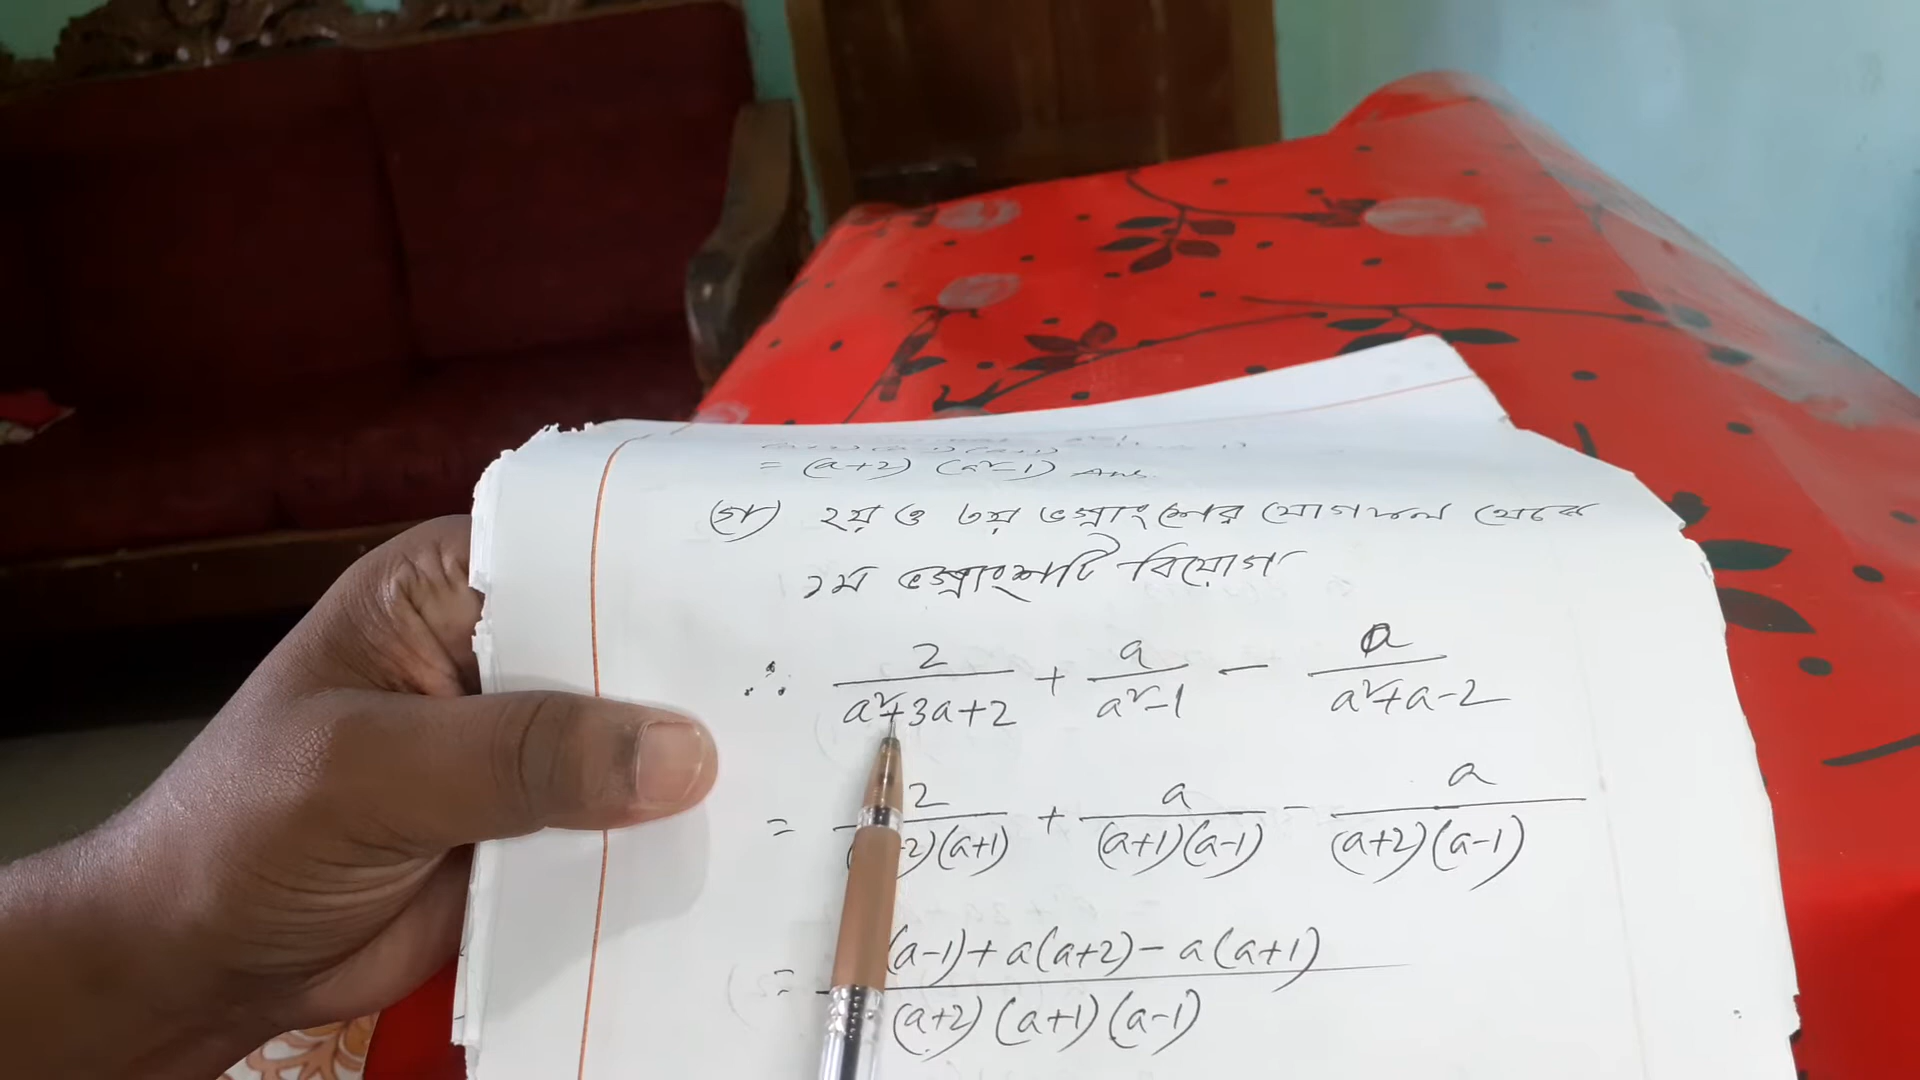 = (a+2) (a²-1) Ans.
(গ) ২য় ও ৩য় ভগ্নাংশের যোগফল থেকে
১ম ভগ্নাংশটি বিয়োগ
∴ 2/(a²+3a+2) + a/(a²-1) - a/(a²+a-2)
= 2/( 2)(a+1) + a/(a+1)(a-1) - a/(a+2)(a-1)
= (a-1)+a(a+2)-a(a+1)/(a+2)(a+1)(a-1)